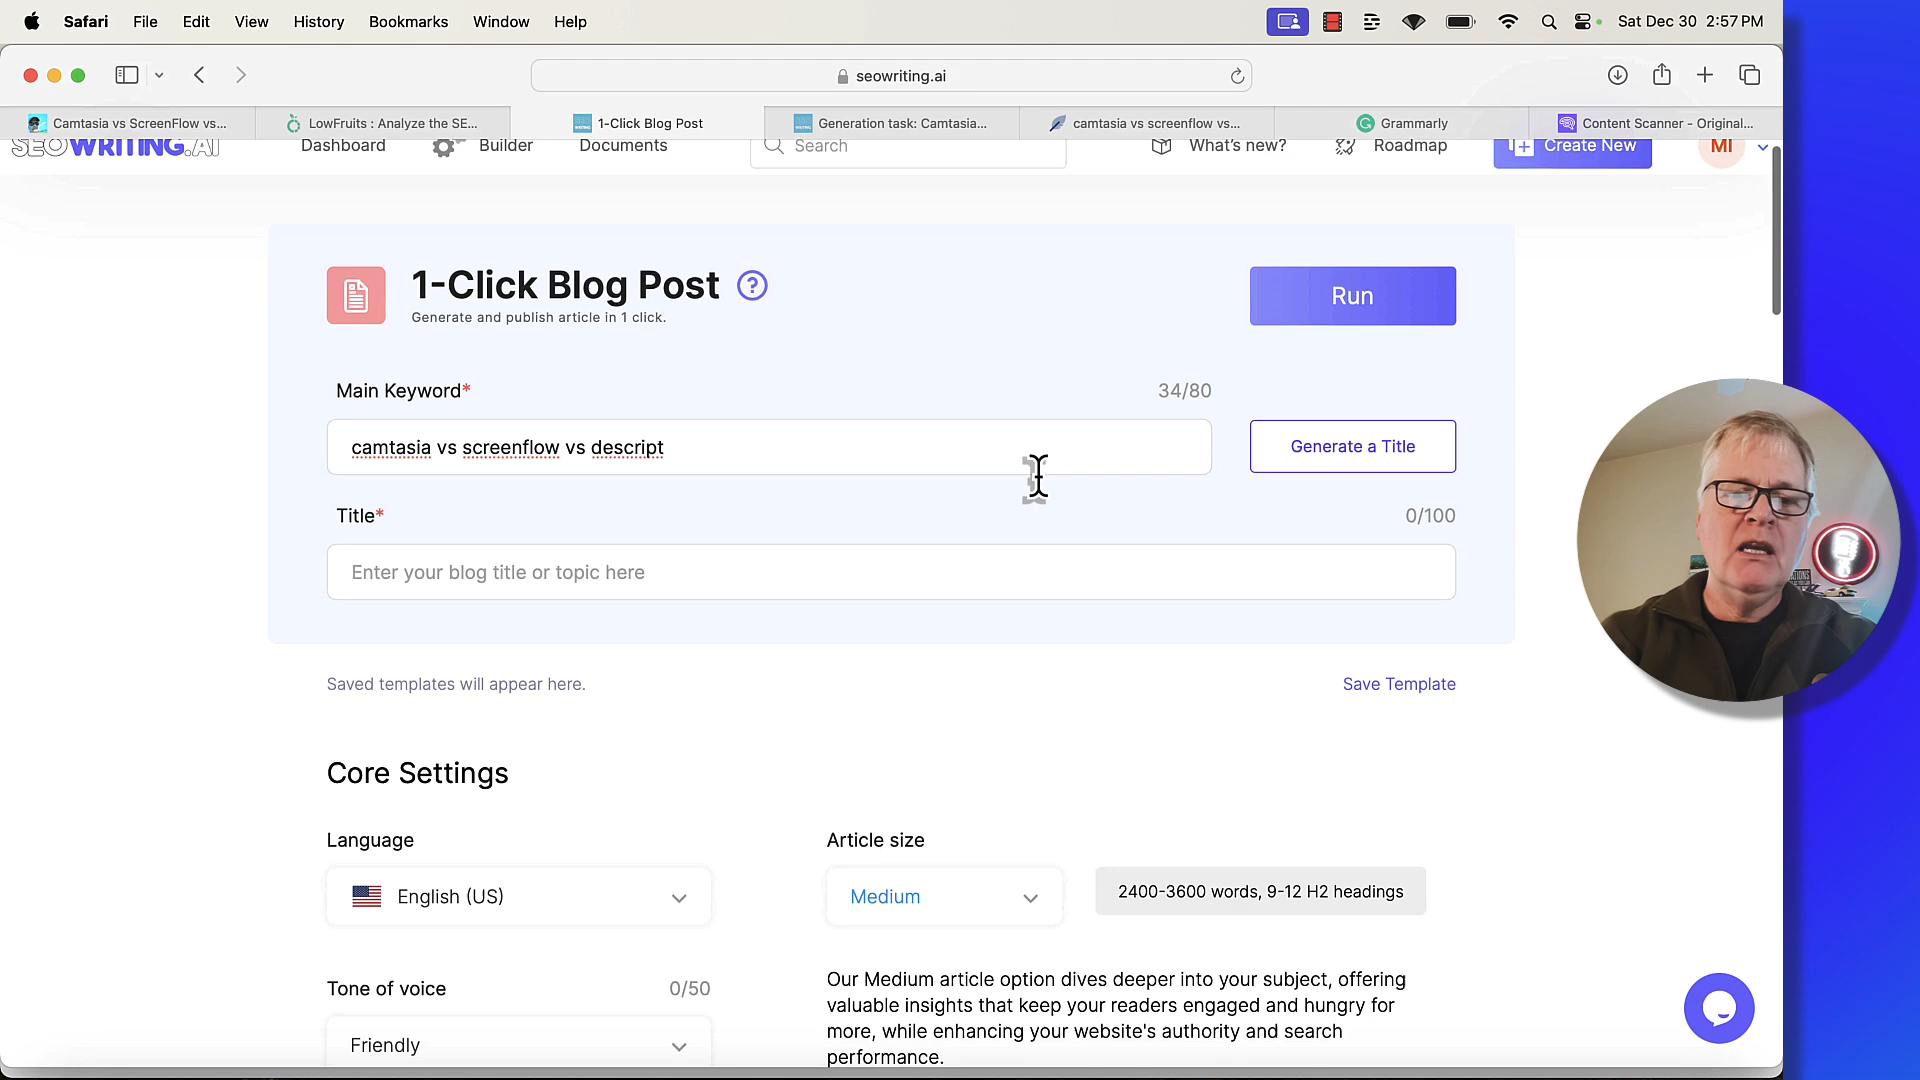 Safari File Edit View History Bookmarks Window Help Sat Dec 30 2:57 PM
seowriting.ai
Camtasia vs ScreenFlow vs... LowFruits : Analyze the SE... 1-Click Blog Post Generation task: Camtasia... camtasia vs screenflow vs... Grammarly Content Scanner - Original...
SEOWRITING.AI Dashboard Builder Documents Search What's new? Roadmap Create New MI
1-Click Blog Post ?
Generate and publish article in 1 click.
Run
Main Keyword* 34/80
camtasia vs screenflow vs descript
Generate a Title
Title* 0/100
Enter your blog title or topic here
Saved templates will appear here. Save Template
Core Settings
Language
English (US)
Article size
Medium
2400-3600 words, 9-12 H2 headings
Tone of voice 0/50
Friendly
Our Medium article option dives deeper into your subject, offering
valuable insights that keep your readers engaged and hungry for
more, while enhancing your website's authority and search
performance.